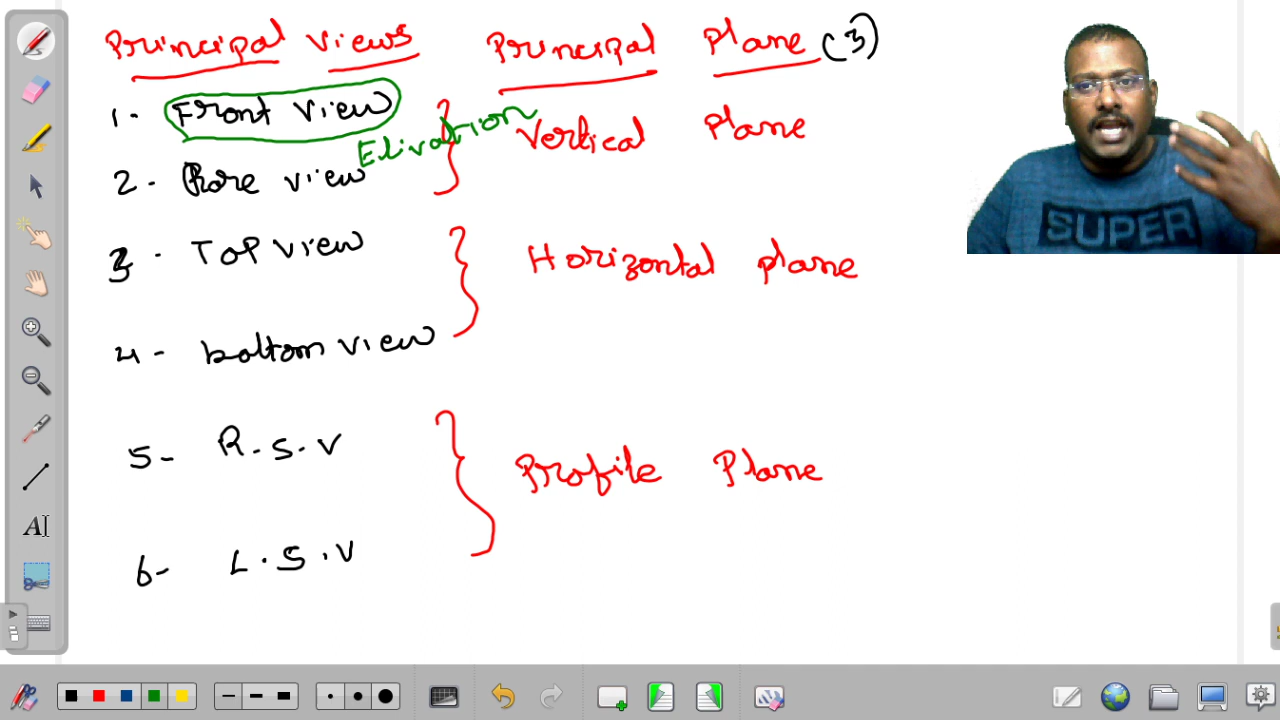 Principal Views Principal Plane (3)
1- Front View
Elivation
Vertical Plane
2- Rore view
3- Top view
Horizontal plane
4- bottom view
5- R.S.V
Profile Plane
6- L.S.V
SUPER
AI